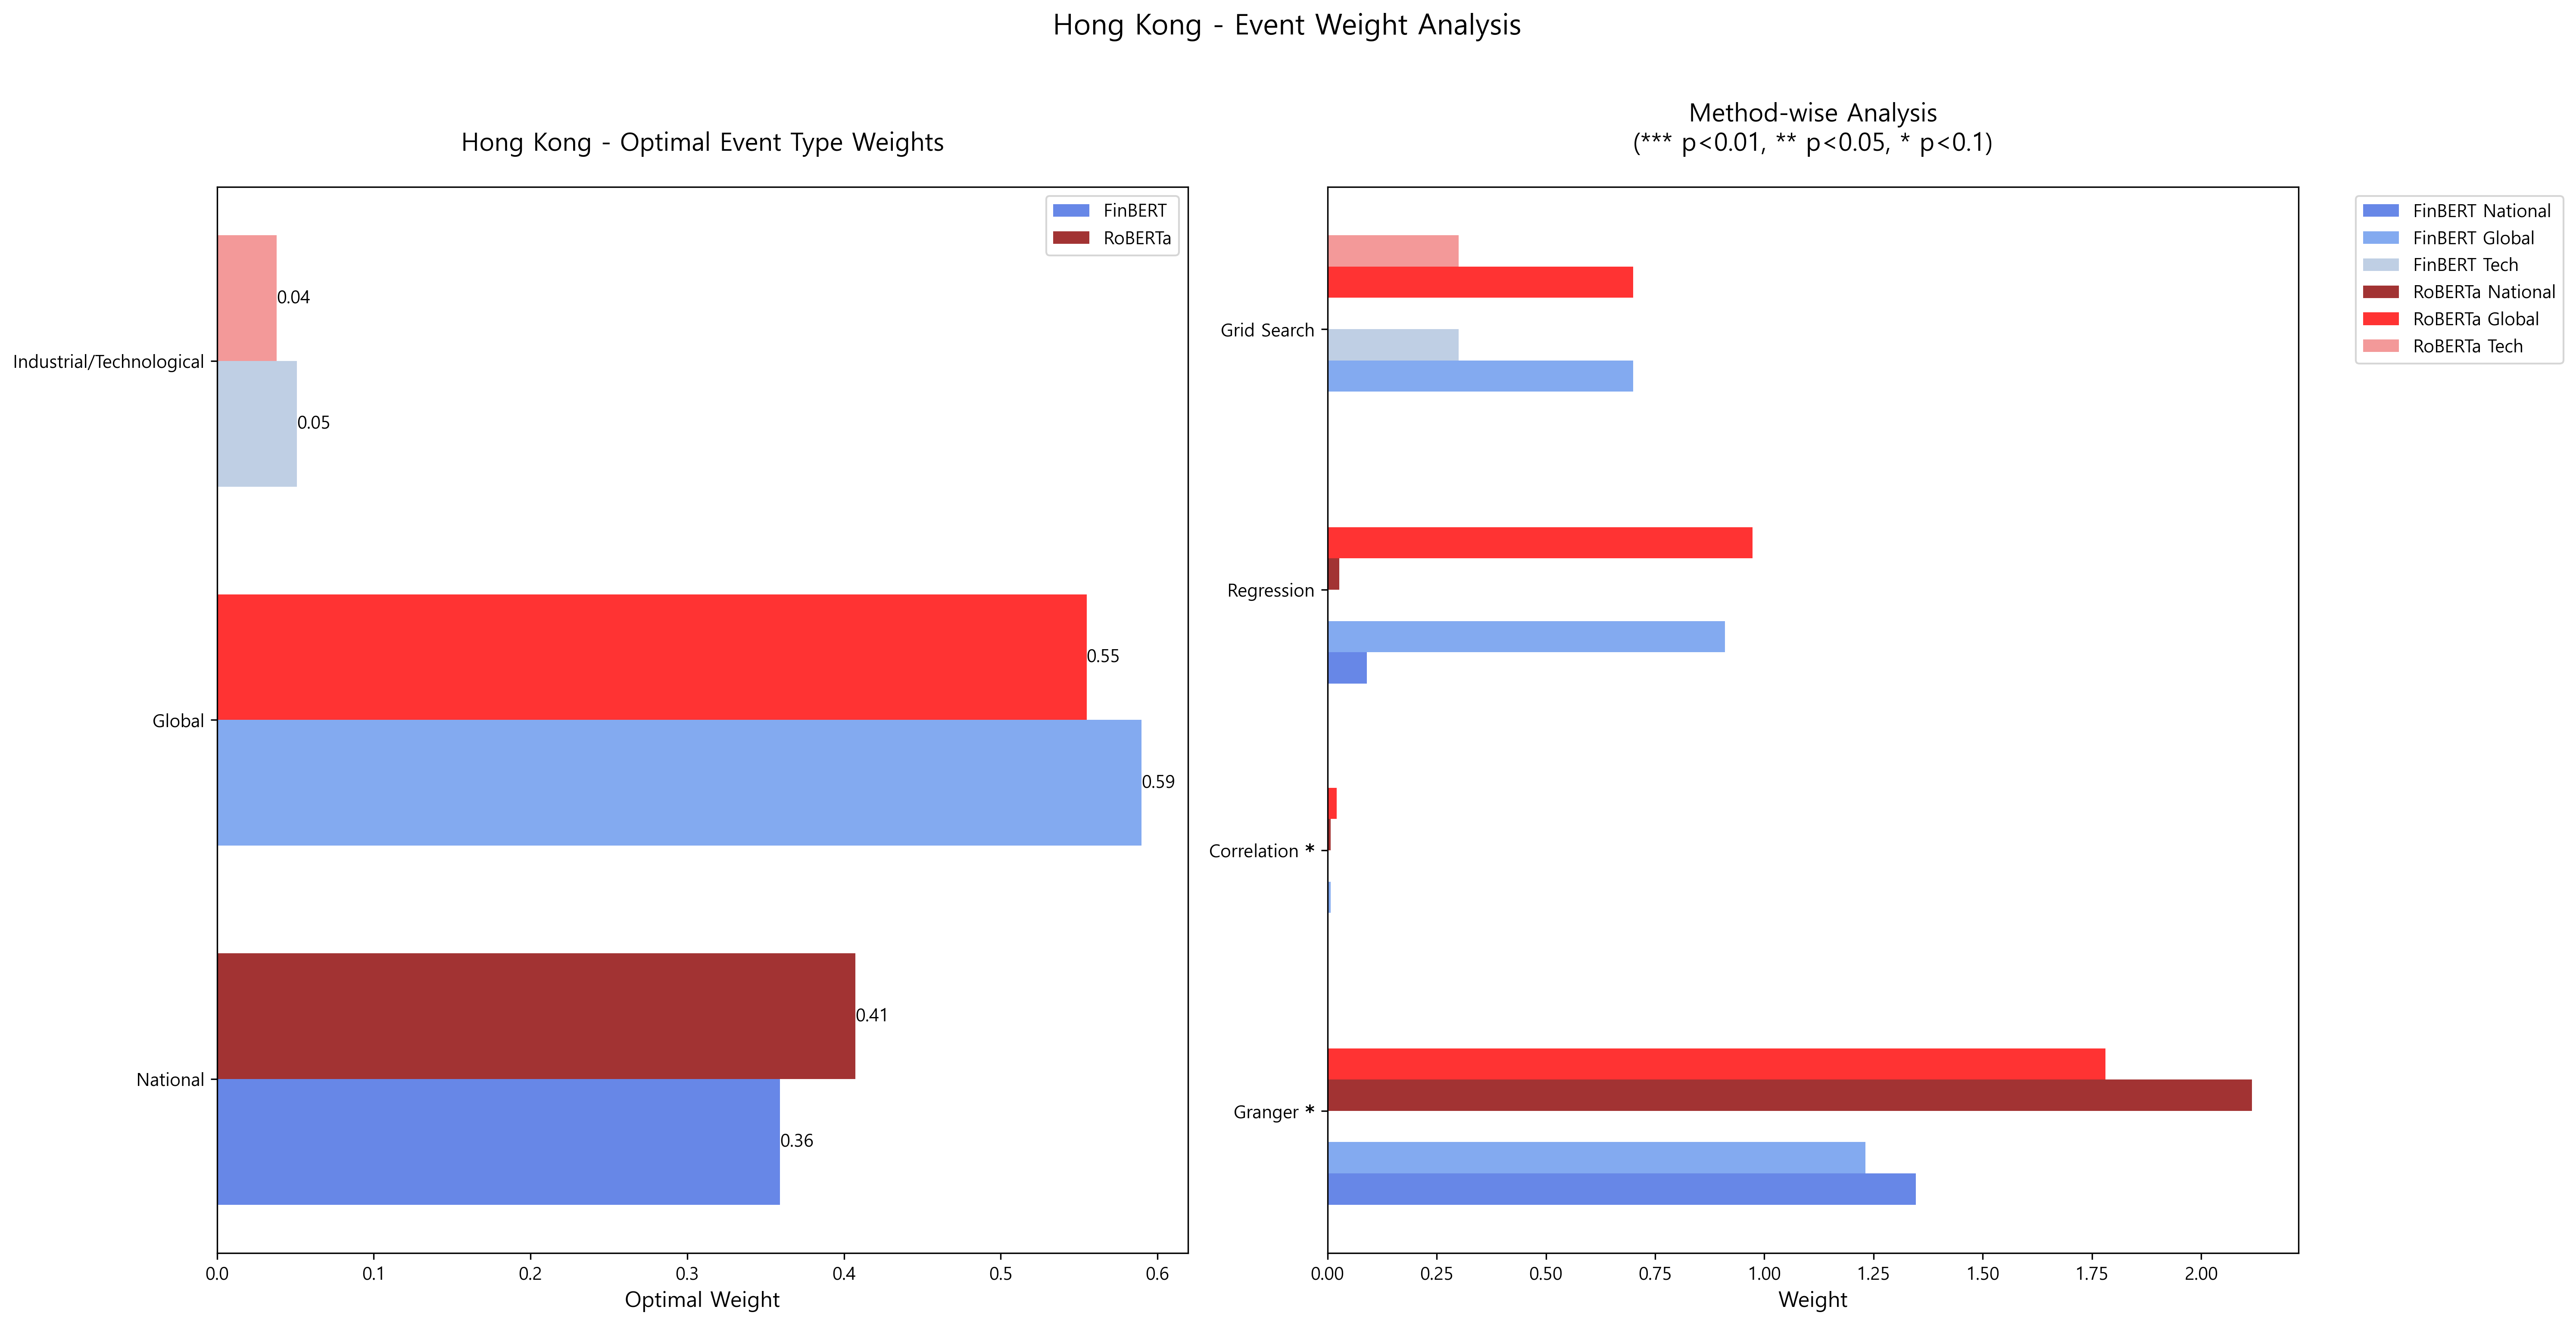 Hong Kong - Event Weight Analysis
Hong Kong - Optimal Event Type Weights
FinBERT
RoBERTa
Industrial/Technological
Global
National
0.04
0.05
0.55
0.59
0.41
0.36
0.0 0.1 0.2 0.3 0.4 0.5 0.6
Optimal Weight
Method-wise Analysis
(*** p<0.01, ** p<0.05, * p<0.1)
Grid Search
Regression
Correlation *
Granger *
0.00 0.25 0.50 0.75 1.00 1.25 1.50 1.75 2.00
Weight
FinBERT National
FinBERT Global
FinBERT Tech
RoBERTa National
RoBERTa Global
RoBERTa Tech